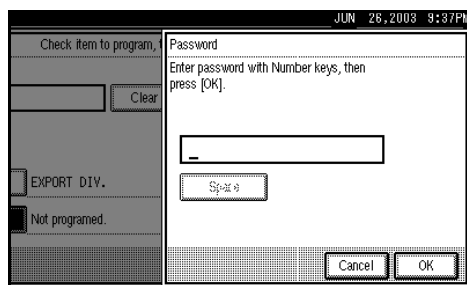 JUN 26,2003 9:37PM
Check item to program, t
Password
Enter password with Number keys, then
press [OK].
Clear
Space
EXPORT DIV.
Not programed.
Cancel
OK